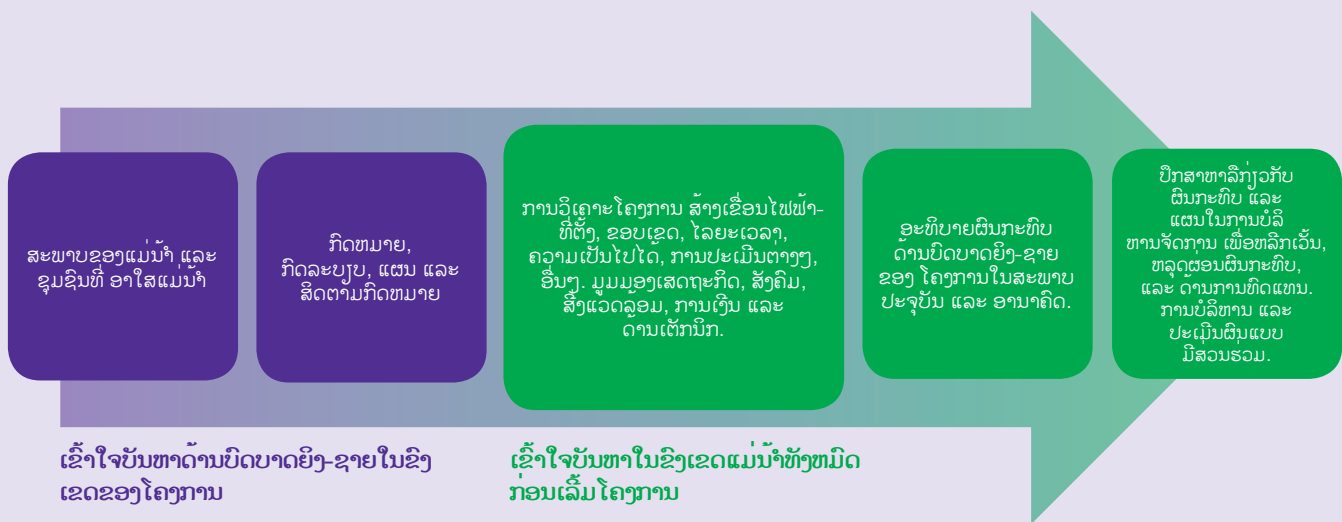 ສະພາບຂອງແມ່ນ້ຳ ແລະ
ຊຸມຊົນທີ່ ອາໃສແມ່ນ້ຳ
ກົດຫມາຍ,
ກົດລະບຽບ, ແຜນ ແລະ
ສິດຕາມກົດຫມາຍ
ການວິເຄາະໂຄງການ ສ້າງເຂື່ອນໄຟຟ້າ-
ທີ່ຕັ້ງ, ຂອບເຂດ, ໄລຍະເວລາ,
ຄວາມເປັນໄປໄດ້, ການປະເມີນຕ່າງໆ,
ອື່ນໆ. ມູມມອງເສດຖະກິດ, ສັງຄົມ,
ສິ່ງແວດລ້ອມ, ການເງິນ ແລະ
ດ້ານເຕັກນິກ.
ອະທິບາຍຜົນກະທົບ
ດ້ານບົດບາດຍິງ-ຊາຍ
ຂອງ ໂຄງການໃນສະພາບ
ປະຈຸບັນ ແລະ ອານາຄົດ.
ປຶກສາຫາລືກ່ຽວກັບ
ຜົນກະທົບ ແລະ
ແຜນໃນການບໍລິ
ຫານຈັດການ ເພື່ອຫລີກເວັ້ນ,
ຫລຸດຜ່ອນຜົນກະທົບ,
ແລະ ດ້ານການທົດແທນ.
ການບໍລິຫານ ແລະ
ປະເມີນຜົນແບບ
ມີສ່ວນຮ່ວມ.
ເຂົ້າໃຈບັນຫາດ້ານບົດບາດຍິງ-ຊາຍໃນຂົງ
ເຂດຂອງໂຄງການ
ເຂົ້າໃຈບັນຫາໃນຂົງເຂດແມ່ນ້ຳທັງຫມົດ
ກ່ອນເລີ້ມໂຄງການ